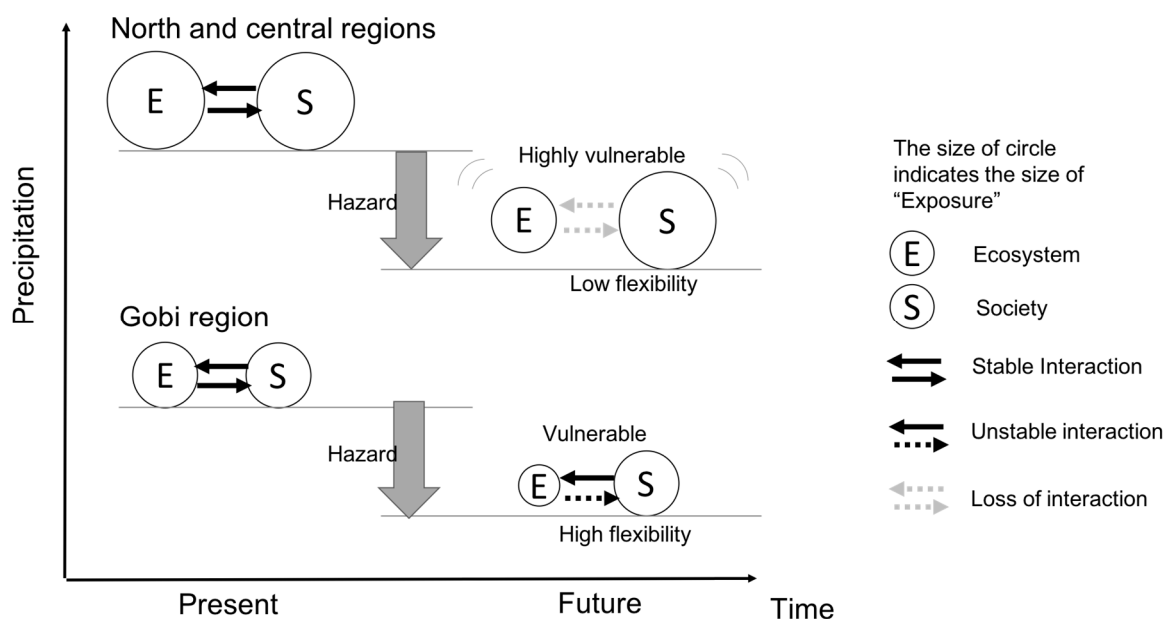 North and central regions
E
S
Hazard
Highly vulnerable
E
S
Low flexibility
Gobi region
E
S
Hazard
Vulnerable
E
S
High flexibility
Precipitation
Present
Future
Time
The size of circle
indicates the size of
“Exposure”
E
Ecosystem
S
Society
Stable Interaction
Unstable interaction
Loss of interaction